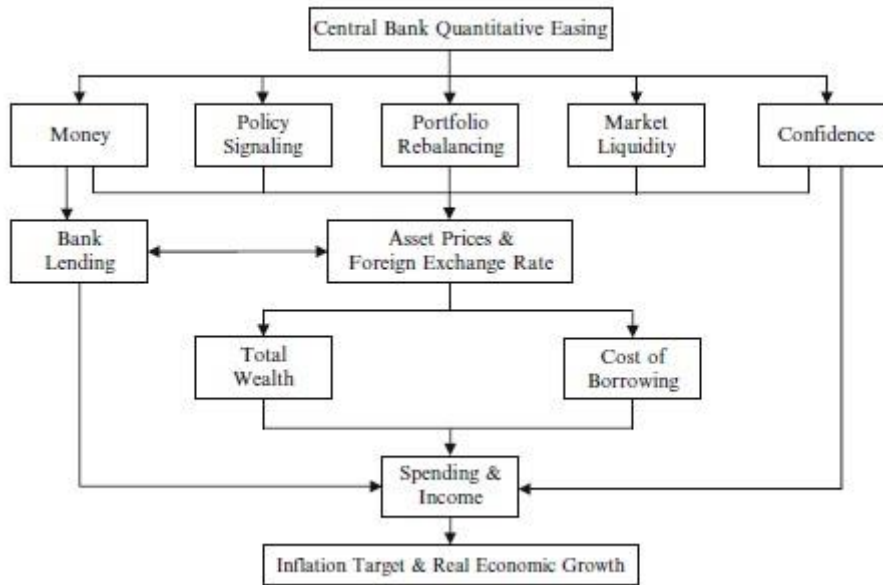 Central Bank Quantitative Easing
Money
Policy
Signaling
Portfolio
Rebalancing
Market
Liquidity
Confidence
Bank
Lending
Asset Prices &
Foreign Exchange Rate
Total
Wealth
Cost of
Borrowing
Spending &
Income
Inflation Target & Real Economic Growth